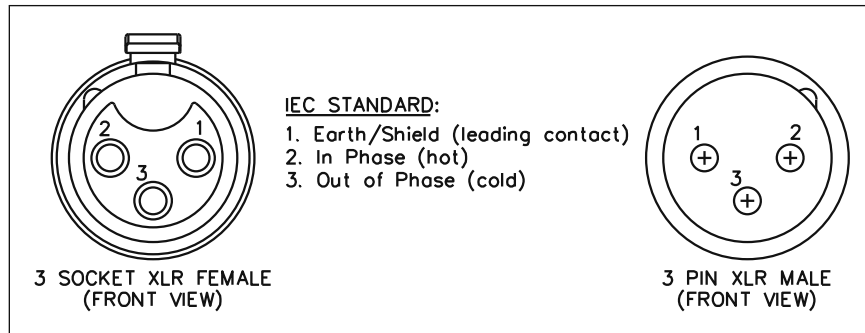 2
1
3
3 SOCKET XLR FEMALE
(FRONT VIEW)
IEC STANDARD:
1. Earth/Shield (leading contact)
2. In Phase (hot)
3. Out of Phase (cold)
1
2
3
3 PIN XLR MALE
(FRONT VIEW)